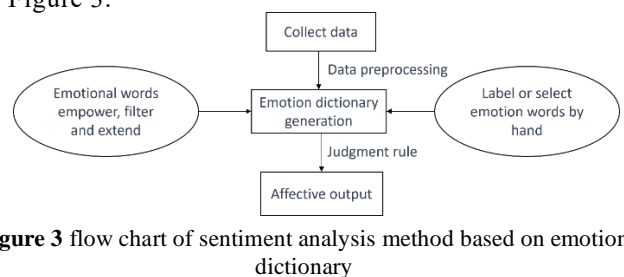 Figure 3.
Collect data
Data preprocessing
Emotional words
empower, filter
and extend
Emotion dictionary
generation
Label or select
emotion words by
hand
Judgment rule
Affective output
gure 3 flow chart of sentiment analysis method based on emotion
dictionary